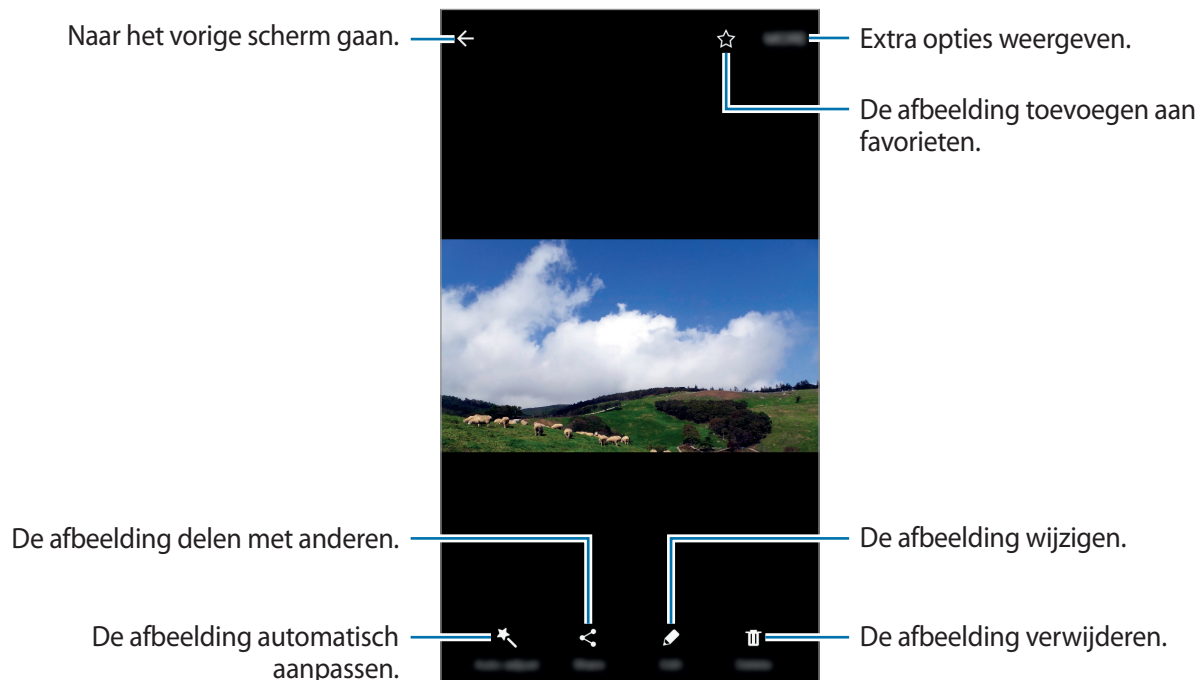 Naar het vorige scherm gaan.
Extra opties weergeven.
De afbeelding toevoegen aan
favorieten.
De afbeelding delen met anderen.
De afbeelding wijzigen.
De afbeelding automatisch
aanpassen.
De afbeelding verwijderen.